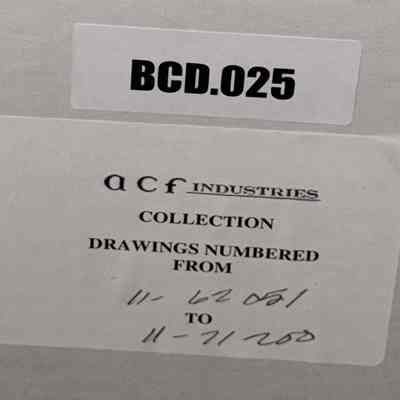 BCD.025
acf INDUSTRIES
COLLECTION
DRAWINGS NUMBERED
FROM
11- 62051
TO
11-71200